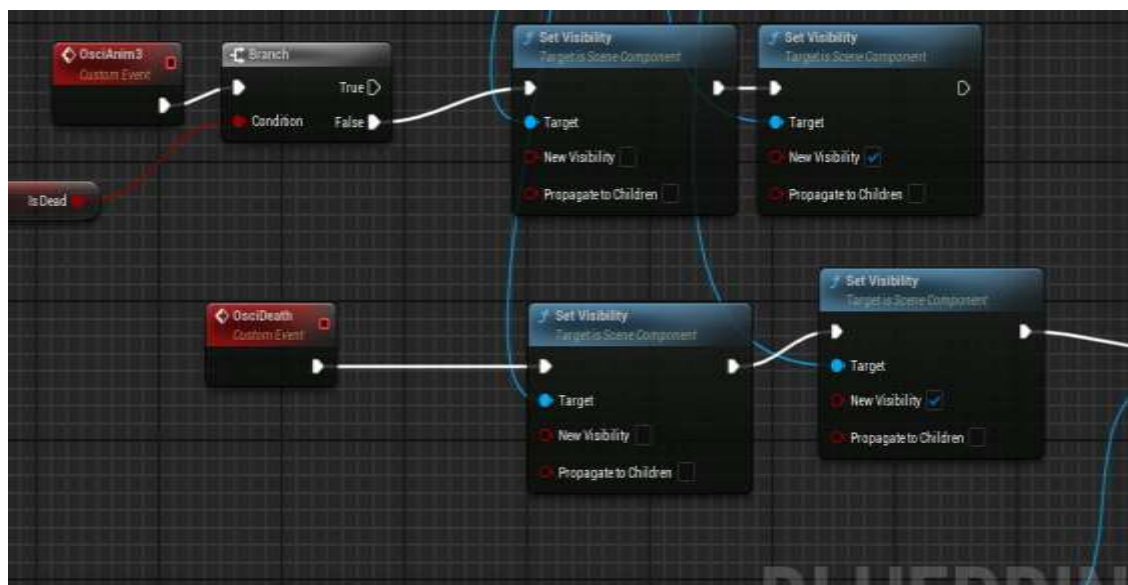 OsciAnim3
Custom Event
Branch
True
Condition
False
IsDead
Set Visibility
Target is Scene Component
Target
New Visibility
Propagate to Children
Set Visibility
Target is Scene Component
Target
New Visibility
Propagate to Children
OsciDeath
Custom Event
Set Visibility
Target is Scene Component
Target
New Visibility
Propagate to Children
Set Visibility
Target is Scene Component
Target
New Visibility
Propagate to Children